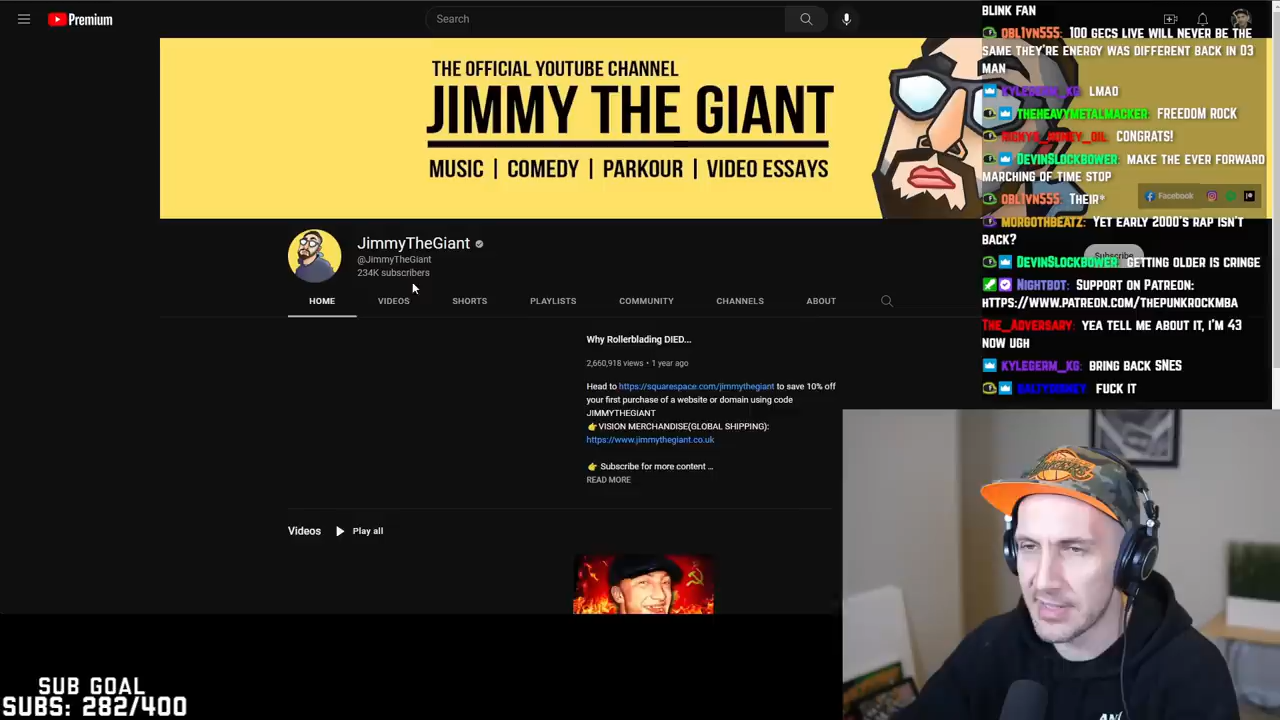 Premium
Search
THE OFFICIAL YOUTUBE CHANNEL
JIMMY THE GIANT
MUSIC | COMEDY | PARKOUR | VIDEO ESSAYS
JimmyTheGiant
@JimmyTheGiant
234K subscribers
Subscribe
Facebook
HOME
VIDEOS
SHORTS
PLAYLISTS
COMMUNITY
CHANNELS
ABOUT
Why Rollerblading DIED...
2,660,918 views • 1 year ago
Head to https://squarespace.com/jimmythegiant to save 10% off
your first purchase of a website or domain using code
JIMMYTHEGIANT
👉VISION MERCHANDISE(GLOBAL SHIPPING):
https://www.jimmythegiant.co.uk
👉 Subscribe for more content ...
READ MORE
Videos
Play all
BLINK FAN
OBL1VN555: 100 GECS LIVE WILL NEVER BE THE
SAME THEY'RE ENERGY WAS DIFFERENT BACK IN 03
MAN
KYLEGERM_KG: LMAO
THEHEAVYMETALMACKER: FREEDOM ROCK
CONGRATS!
DEVINSLOCKBOWER: MAKE THE EVER FORWARD
MARCHING OF TIME STOP
OBL1VN555: THEIR*
MORGOTHBEATZ: YET EARLY 2000'S RAP ISN'T
BACK?
DEVINSLOCKBOWER: GETTING OLDER IS CRINGE
NIGHTBOT: SUPPORT ON PATREON:
HTTPS://WWW.PATREON.COM/THEPUNKROCKMBA
THE_ADVERSARY: YEA TELL ME ABOUT IT, I'M 43
NOW UGH
KYLEGERM_KG: BRING BACK SNES
FUCK IT
SUB GOAL
SUBS: 282/400